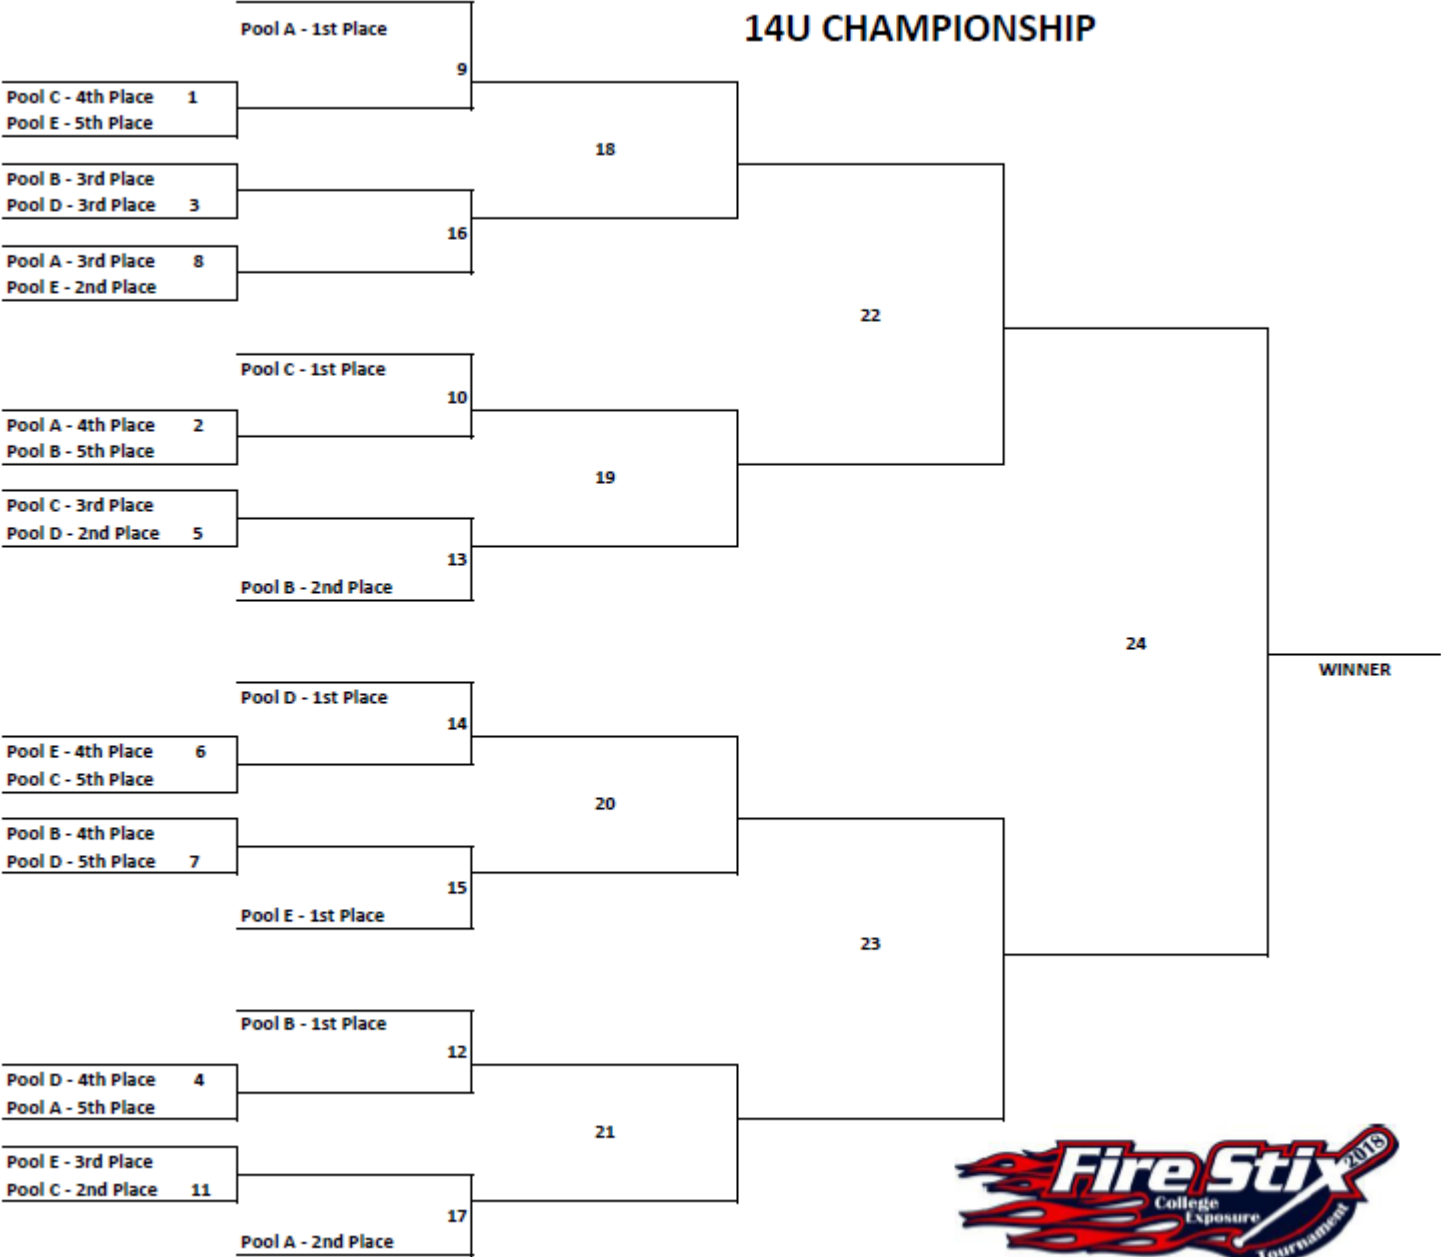 14U CHAMPIONSHIP
Pool A - 1st Place
9
Pool C - 4th Place 1
Pool E - 5th Place
18
Pool B - 3rd Place
Pool D - 3rd Place 3
16
Pool A - 3rd Place 8
Pool E - 2nd Place
22
Pool C - 1st Place
10
Pool A - 4th Place 2
Pool B - 5th Place
19
Pool C - 3rd Place
Pool D - 2nd Place 5
13
Pool B - 2nd Place
24
WINNER
Pool D - 1st Place
14
Pool E - 4th Place 6
Pool C - 5th Place
20
Pool B - 4th Place
Pool D - 5th Place 7
15
Pool E - 1st Place
23
Pool B - 1st Place
12
Pool D - 4th Place 4
Pool A - 5th Place
21
Pool E - 3rd Place
Pool C - 2nd Place 11
17
Pool A - 2nd Place
Fire Stix
2018
College
Exposure
Tournament